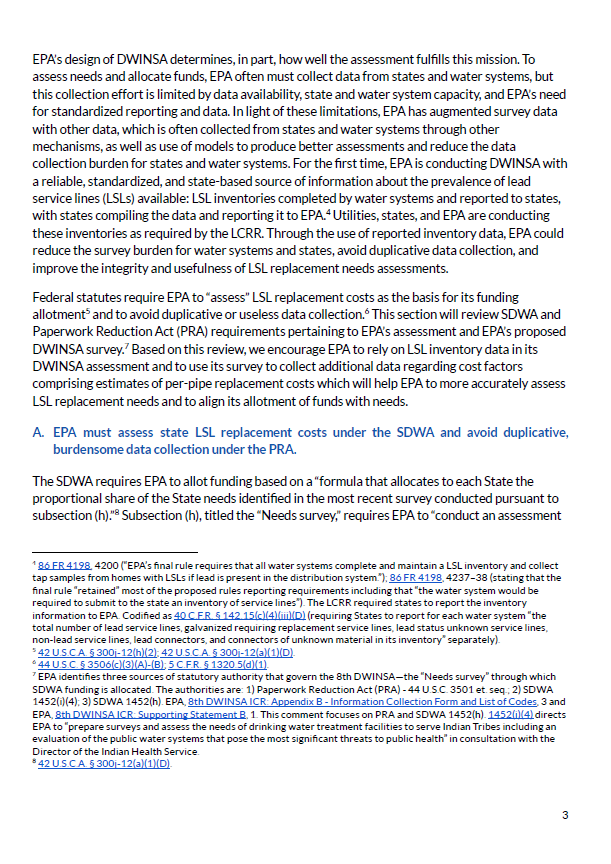 EPA's design of DWINSA determines, in part, how well the assessment fulfills this mission. To
assess needs and allocate funds, EPA often must collect data from states and water systems, but
this collection effort is limited by data availability, state and water system capacity, and EPA's need
for standardized reporting and data. In light of these limitations, EPA has augmented survey data
with other data, which is often collected from states and water systems through other
mechanisms, as well as use of models to produce better assessments and reduce the data
collection burden for states and water systems. For the first time, EPA is conducting DWINSA with
a reliable, standardized, and state-based source of information about the prevalence of lead
service lines (LSLs) available: LSL inventories completed by water systems and reported to states,
with states compiling the data and reporting it to EPA.⁴ Utilities, states, and EPA are conducting
these inventories as required by the LCRR. Through the use of reported inventory data, EPA could
reduce the survey burden for water systems and states, avoid duplicative data collection, and
improve the integrity and usefulness of LSL replacement needs assessments.
Federal statutes require EPA to "assess" LSL replacement costs as the basis for its funding
allotment⁵ and to avoid duplicative or useless data collection.⁶ This section will review SDWA and
Paperwork Reduction Act (PRA) requirements pertaining to EPA's assessment and EPA's proposed
DWINSA survey.⁷ Based on this review, we encourage EPA to rely on LSL inventory data in its
DWINSA assessment and to use its survey to collect additional data regarding cost factors
comprising estimates of per-pipe replacement costs which will help EPA to more accurately assess
LSL replacement needs and to align its allotment of funds with needs.
A. EPA must assess state LSL replacement costs under the SDWA and avoid duplicative,
burdensome data collection under the PRA.
The SDWA requires EPA to allot funding based on a "formula that allocates to each State the
proportional share of the State needs identified in the most recent survey conducted pursuant to
subsection (h)."⁸ Subsection (h), titled the "Needs survey," requires EPA to "conduct an assessment
⁴ 86 FR 4198, 4200 ("EPA's final rule requires that all water systems complete and maintain a LSL inventory and collect
tap samples from homes with LSLs if lead is present in the distribution system."); 86 FR 4198, 4237–38 (stating that the
final rule "retained" most of the proposed rules reporting requirements including that "the water system would be
required to submit to the state an inventory of service lines"). The LCRR required states to report the inventory
information to EPA. Codified as 40 C.F.R. § 142.15(c)(4)(iii)(D) (requiring States to report for each water system "the
total number of lead service lines, galvanized requiring replacement service lines, lead status unknown service lines,
non-lead service lines, lead connectors, and connectors of unknown material in its inventory" separately).
⁵ 42 U.S.C.A. § 300j-12(h)(2); 42 U.S.C.A. § 300j-12(a)(1)(D).
⁶ 44 U.S.C. § 3506(c)(3)(A)-(B); 5 C.F.R. § 1320.5(d)(1).
⁷ EPA identifies three sources of statutory authority that govern the 8th DWINSA—the "Needs survey" through which
SDWA funding is allocated. The authorities are: 1) Paperwork Reduction Act (PRA) - 44 U.S.C. 3501 et. seq.; 2) SDWA
1452(i)(4); 3) SDWA 1452(h). EPA, 8th DWINSA ICR: Appendix B - Information Collection Form and List of Codes, 3 and
EPA, 8th DWINSA ICR: Supporting Statement B, 1. This comment focuses on PRA and SDWA 1452(h). 1452(i)(4) directs
EPA to "prepare surveys and assess the needs of drinking water treatment facilities to serve Indian Tribes including an
evaluation of the public water systems that pose the most significant threats to public health" in consultation with the
Director of the Indian Health Service.
⁸ 42 U.S.C.A. § 300j-12(a)(1)(D).
3